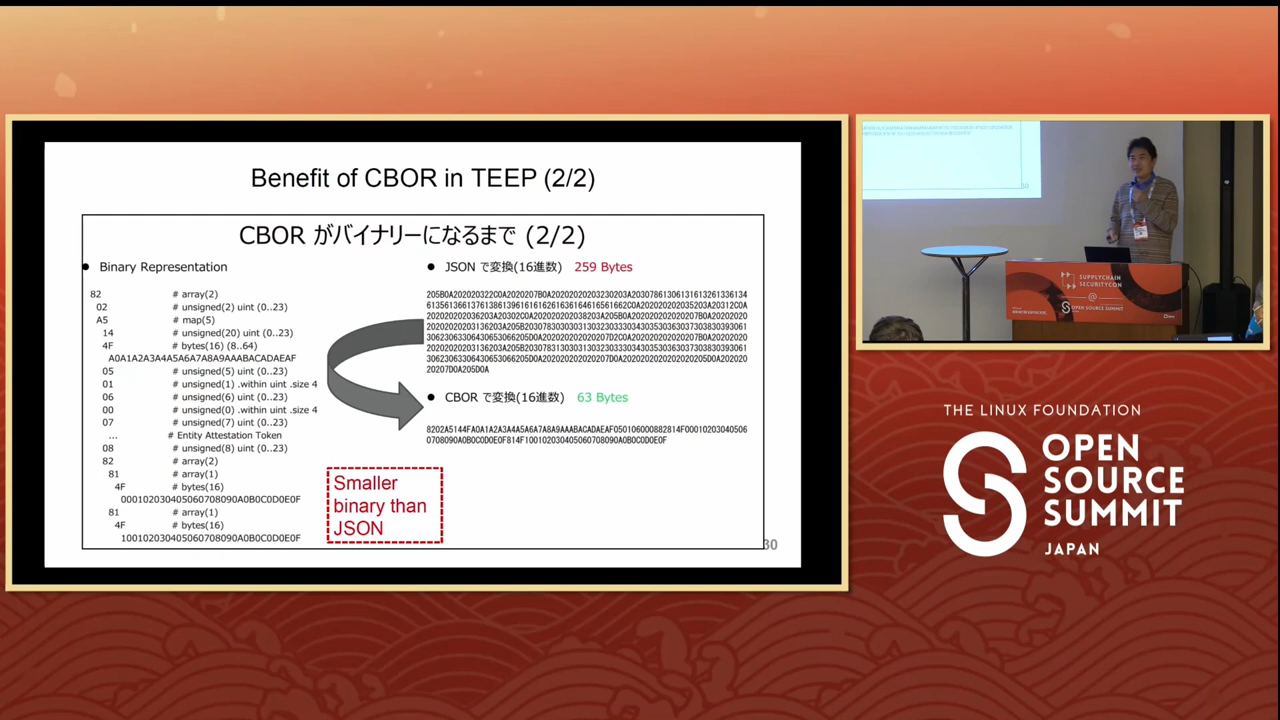 Benefit of CBOR in TEEP (2/2)
CBOR がバイナリーになるまで (2/2)
● Binary Representation
82 # array(2)
02 # unsigned(2) uint (0..23)
A5 # map(5)
14 # unsigned(20) uint (0..23)
4F # bytes(16) (8..64)
A0A1A2A3A4A5A6A7A8A9AAABACADAEAF
05 # unsigned(5) uint (0..23)
01 # unsigned(1) .within uint .size 4
06 # unsigned(6) uint (0..23)
00 # unsigned(0) .within uint .size 4
07 # unsigned(7) uint (0..23)
... # Entity Attestation Token
08 # unsigned(8) uint (0..23)
82 # array(2)
81 # array(1)
4F # bytes(16)
000102030405060708090A0B0C0D0E0F
81 # array(1)
4F # bytes(16)
100102030405060708090A0B0C0D0E0F
● JSON で変換(16進数) 259 Bytes
● CBOR で変換(16進数) 63 Bytes
8202A5144FA0A1A2A3A4A5A6A7A8A9AAABACADAEAF050106000882814F00010203040506
0708090A0B0C0D0E0F814F100102030405060708090A0B0C0D0E0F
Smaller
binary than
JSON
30
SUPPLYCHAIN
SECURITYCON
@
OPEN SOURCE SUMMIT
THE LINUX FOUNDATION
OPEN
SOURCE
SUMMIT
JAPAN